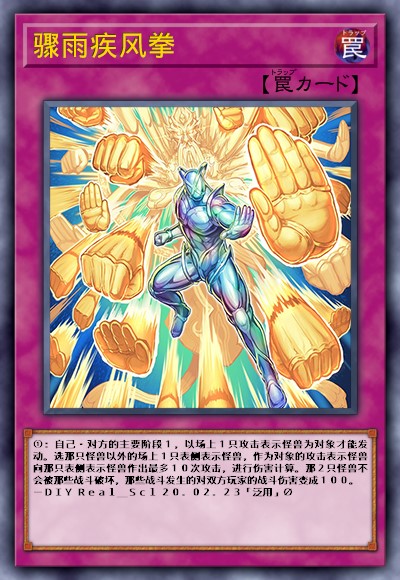 骤雨疾风拳
トラップ
罠
トラップ
【罠カード】
①：自己·对方的主要阶段１，以场上１只攻击表示怪兽为对象才能发
动。选那只怪兽以外的场上１只表侧表示怪兽，作为对象的攻击表示怪兽
向那只表侧表示怪兽作出最多１０次攻击，进行伤害计算。那２只怪兽不
会被那些战斗破坏，那些战斗发生的对双方玩家的战斗伤害变成１００。
－ＤＩＹＲｅａｌ＿Ｓｃｌ２０．０２．２３「泛用」∅